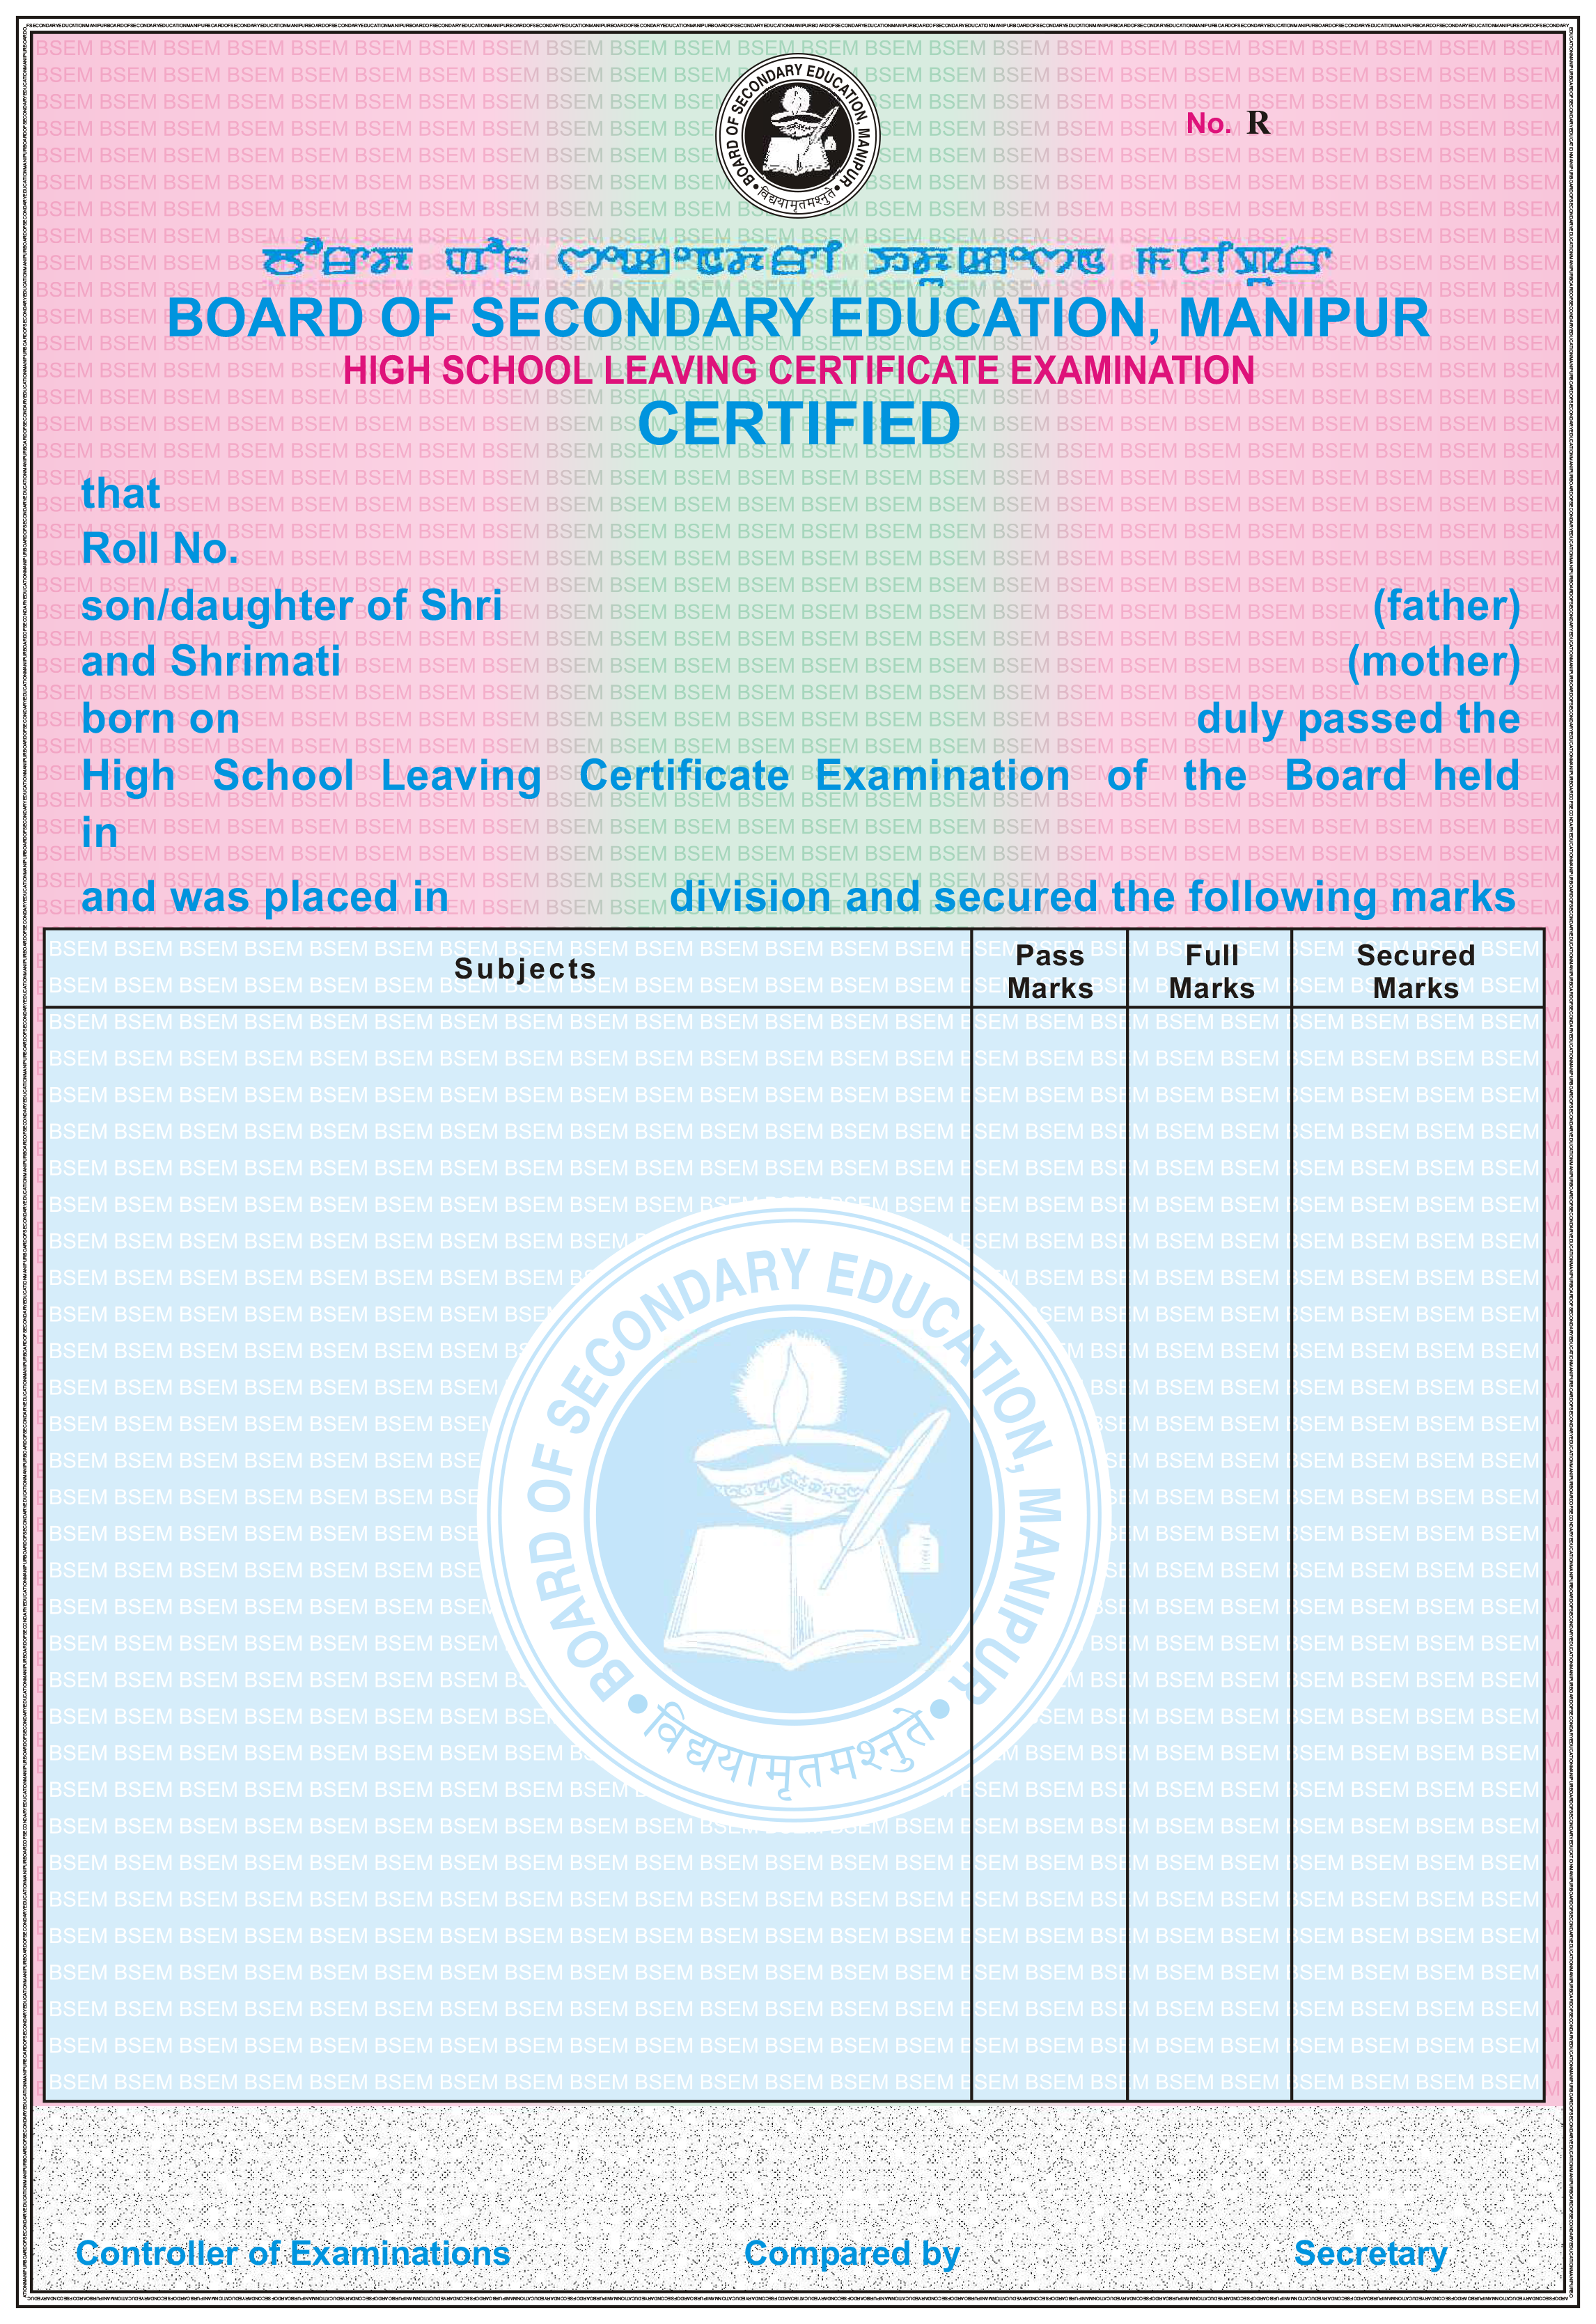 BOARD OF SECONDARY EDUCATION, MANIPUR
विद्ययामृतमश्नुते
No. R
BOARD OF SECONDARY EDUCATION, MANIPUR
HIGH SCHOOL LEAVING CERTIFICATE EXAMINATION
CERTIFIED
that
Roll No.
son/daughter of Shri (father)
and Shrimati (mother)
born on duly passed the
High School Leaving Certificate Examination of the Board held
in
and was placed in division and secured the following marks
Subjects Pass Marks Full Marks Secured Marks
BOARD OF SECONDARY EDUCATION, MANIPUR
विद्ययामृतमश्नुते
Controller of Examinations Compared by Secretary